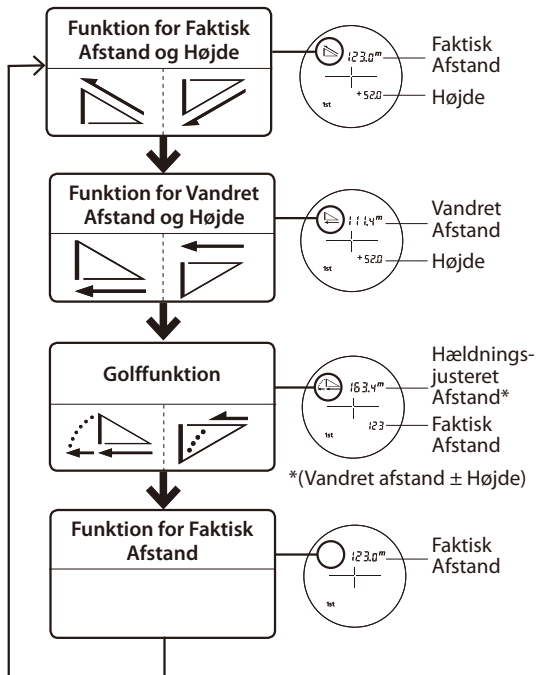 Funktion for Faktisk
Afstand og Højde
123.0m
+52.0
1st
Faktisk
Afstand
Højde
Funktion for Vandret
Afstand og Højde
111.4m
+52.0
1st
Vandret
Afstand
Højde
Golffunktion
163.4m
123
1st
Hældnings-
justeret
Afstand*
Faktisk
Afstand
*(Vandret afstand ± Højde)
Funktion for Faktisk
Afstand
123.0m
1st
Faktisk
Afstand